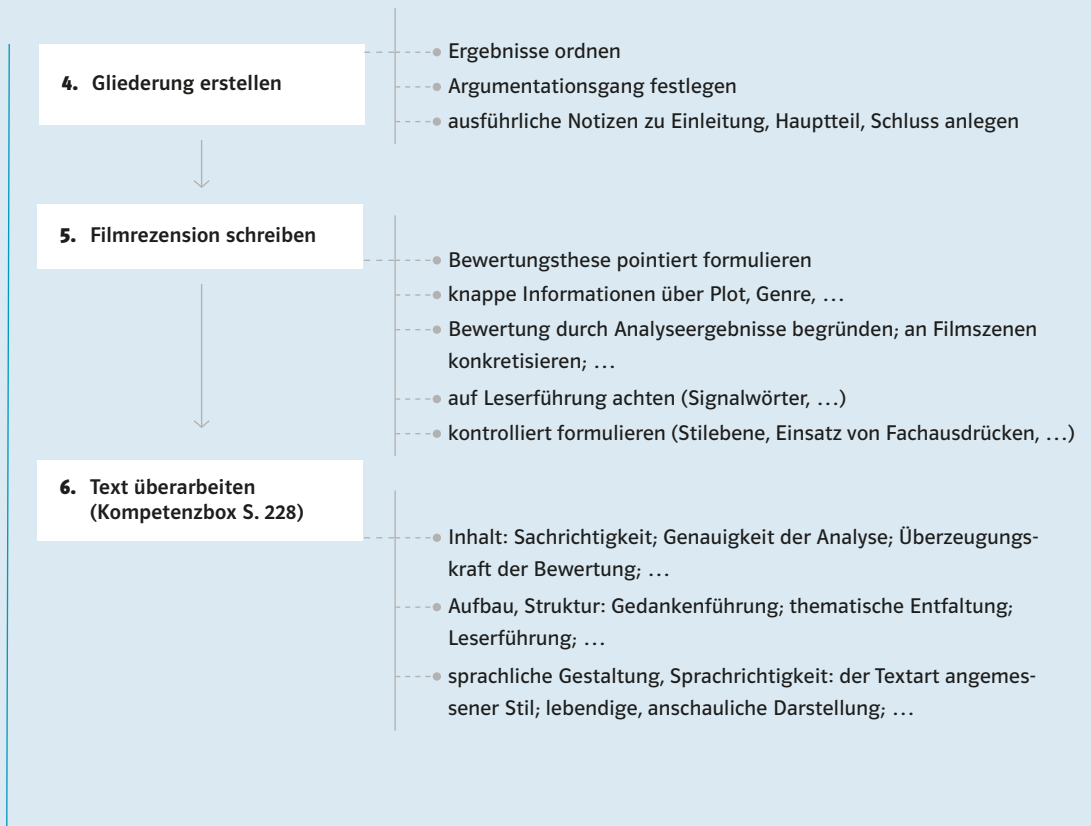 4. Gliederung erstellen
Ergebnisse ordnen
Argumentationsgang festlegen
ausführliche Notizen zu Einleitung, Hauptteil, Schluss anlegen
5. Filmrezension schreiben
Bewertungsthese pointiert formulieren
knappe Informationen über Plot, Genre, …
Bewertung durch Analyseergebnisse begründen; an Filmszenen
konkretisieren; …
auf Leserführung achten (Signalwörter, …)
kontrolliert formulieren (Stilebene, Einsatz von Fachausdrücken, …)
6. Text überarbeiten
(Kompetenzbox S. 228)
Inhalt: Sachrichtigkeit; Genauigkeit der Analyse; Überzeugungs-
kraft der Bewertung; …
Aufbau, Struktur: Gedankenführung; thematische Entfaltung;
Leserführung; …
sprachliche Gestaltung, Sprachrichtigkeit: der Textart angemes-
sener Stil; lebendige, anschauliche Darstellung; …